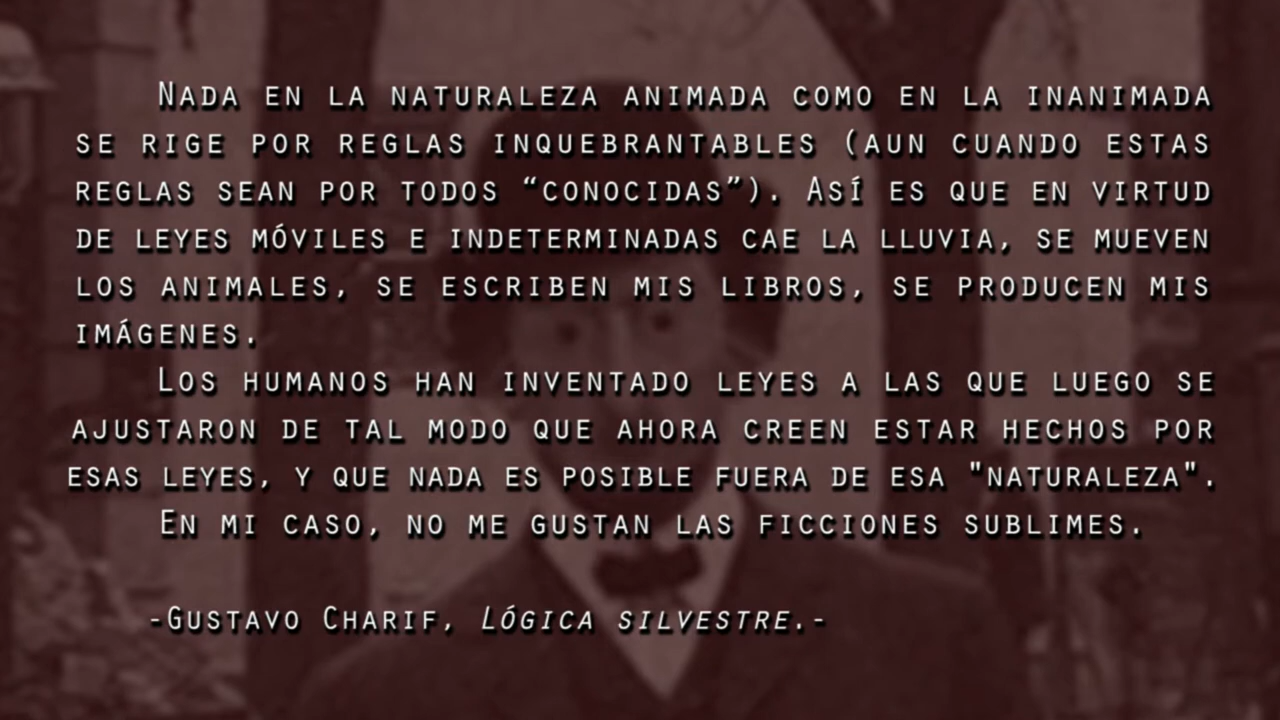 Nada en la naturaleza animada como en la inanimada
se rige por reglas inquebrantables (aun cuando estas
reglas sean por todos “conocidas”). Así es que en virtud
de leyes móviles e indeterminadas cae la lluvia, se mueven
los animales, se escriben mis libros, se producen mis
imágenes.
Los humanos han inventado leyes a las que luego se
ajustaron de tal modo que ahora creen estar hechos por
esas leyes, y que nada es posible fuera de esa "naturaleza".
En mi caso, no me gustan las ficciones sublimes.
-Gustavo Charif, Lógica silvestre.-